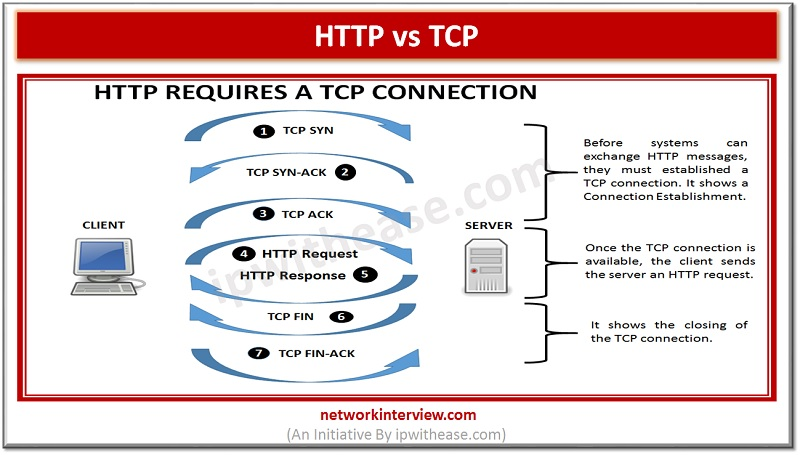 HTTP vs TCP
HTTP REQUIRES A TCP CONNECTION
1 TCP SYN
TCP SYN-ACK 2
3 TCP ACK
CLIENT
SERVER
4 HTTP Request
HTTP Response 5
TCP FIN 6
7 TCP FIN-ACK
Before systems can
exchange HTTP messages,
they must established a
TCP connection. It shows a
Connection Establishment.
Once the TCP connection is
available, the client sends
the server an HTTP request.
It shows the closing of
the TCP connection.
ipwithease.com
networkinterview.com
(An Initiative By ipwithease.com)